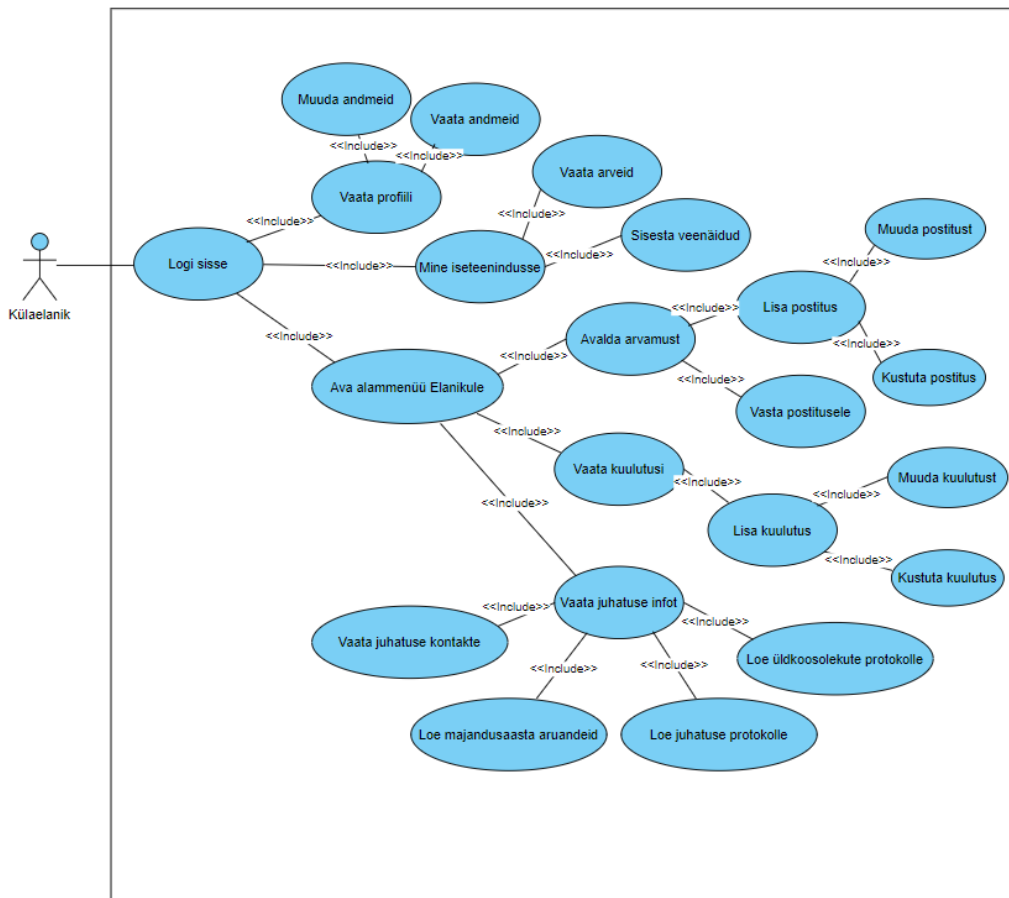 Muuda andmeid
Vaata andmeid
<<Include>>
<<Include>>
Vaata profiili
Vaata arveid
<<Include>>
<<Include>>
Sisesta veenäidud
<<Include>>
Muuda postitust
Logi sisse
<<Include>>
Mine iseteenindusse
<<Include>>
Külaelanik
<<Include>>
Lisa postitus
<<Include>>
Avalda arvamust
<<Include>>
<<Include>>
Kustuta postitus
<<Include>>
<<Include>>
Ava alammenüü Elanikule
Vasta postitusele
<<Include>>
Vaata kuulutusi
<<Include>>
<<Include>>
Muuda kuulutust
<<Include>>
Lisa kuulutus
<<Include>>
Kustuta kuulutus
Vaata juhatuse infot
<<Include>>
<<Include>>
Vaata juhatuse kontakte
Loe üldkoosolekute protokolle
<<Include>>
<<Include>>
Loe majandusaasta aruandeid
Loe juhatuse protokolle